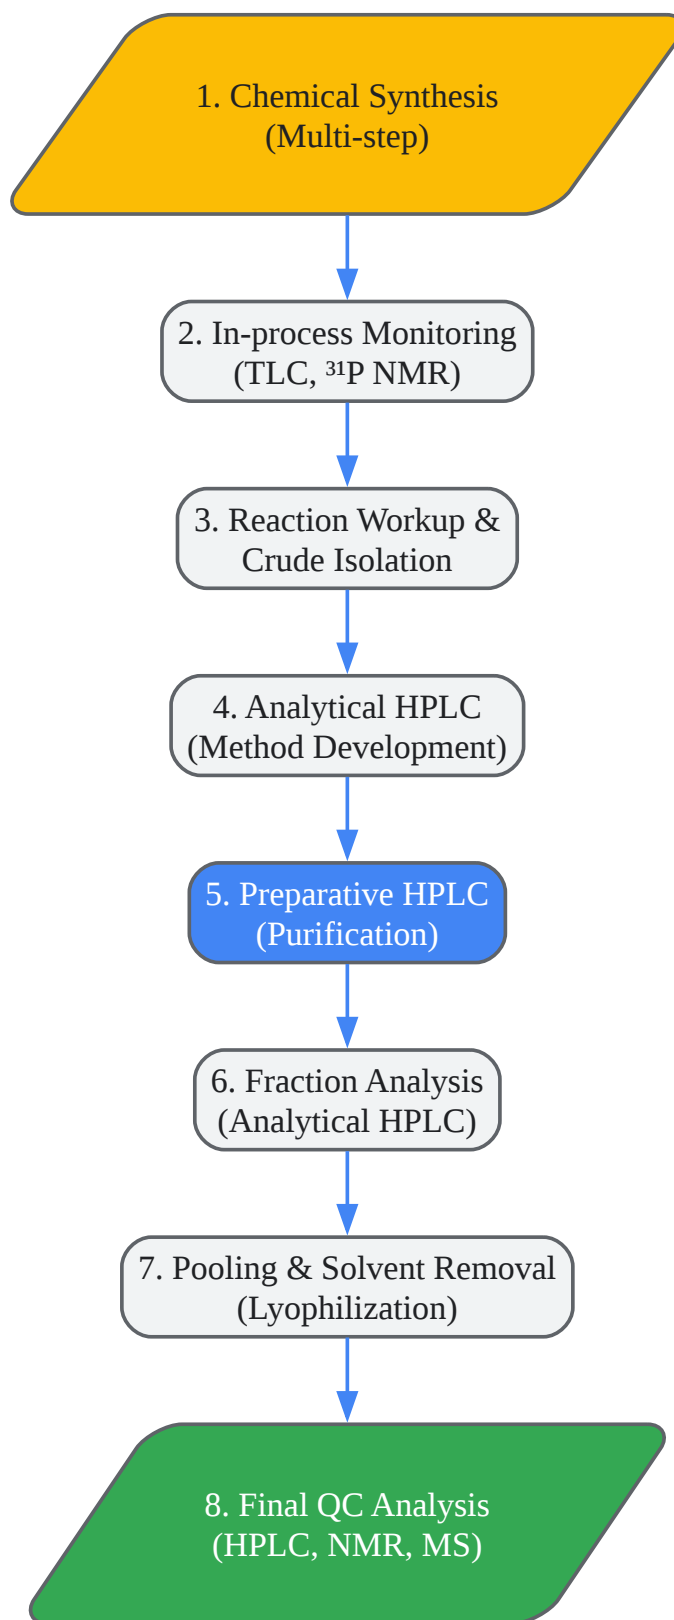 1. Chemical Synthesis
(Multi-step)
2. In-process Monitoring
(TLC, ³¹P NMR)
3. Reaction Workup &
Crude Isolation
4. Analytical HPLC
(Method Development)
5. Preparative HPLC
(Purification)
6. Fraction Analysis
(Analytical HPLC)
7. Pooling & Solvent Removal
(Lyophilization)
8. Final QC Analysis
(HPLC, NMR, MS)